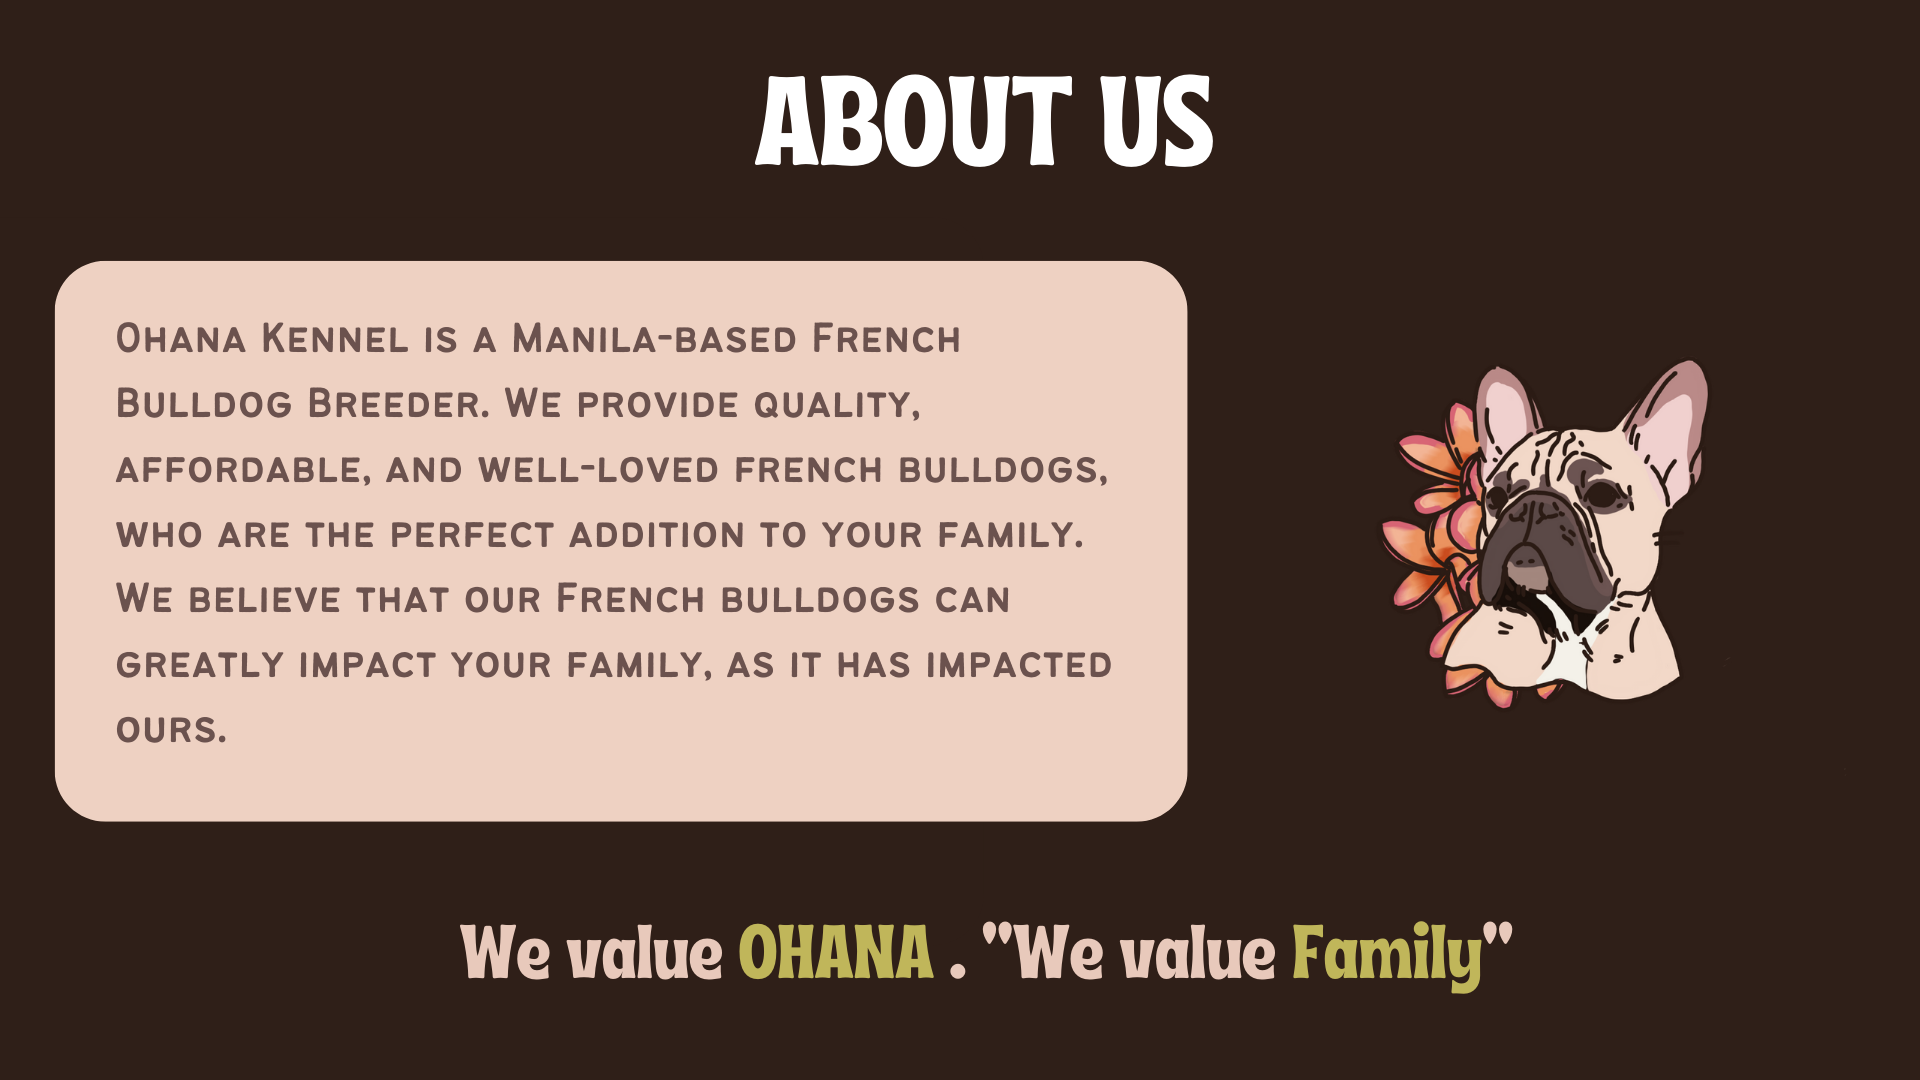 ABOUT US
Ohana Kennel is a Manila-based French
Bulldog Breeder. We provide quality,
affordable, and well-loved french bulldogs,
who are the perfect addition to your family.
We believe that our French bulldogs can
greatly impact your family, as it has impacted
ours.
We value OHANA . "We value Family"